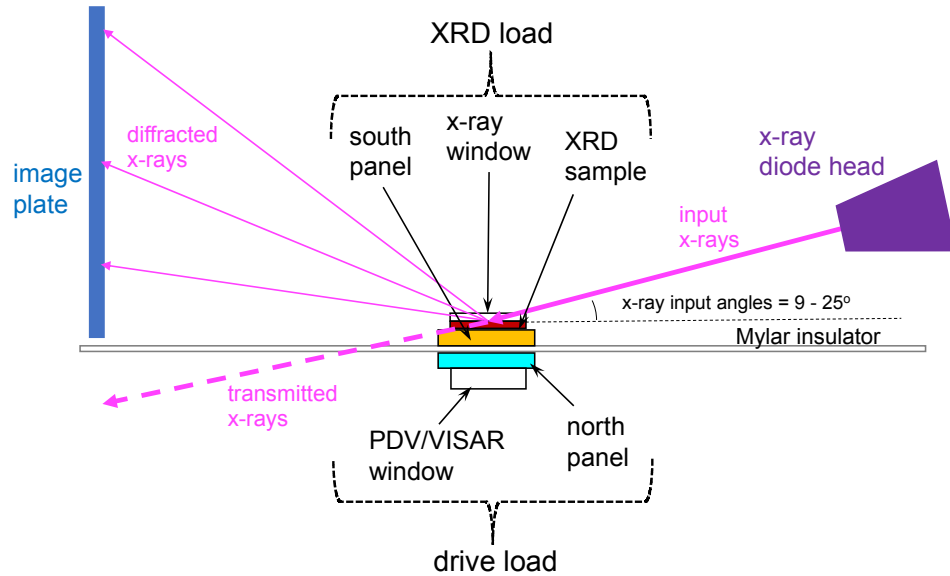 XRD load
south
panel
x-ray
window
XRD
sample
x-ray
diode head
diffracted
x-rays
image
plate
input
x-rays
x-ray input angles = 9 - 25°
Mylar insulator
transmitted
x-rays
PDV/VISAR
window
north
panel
drive load